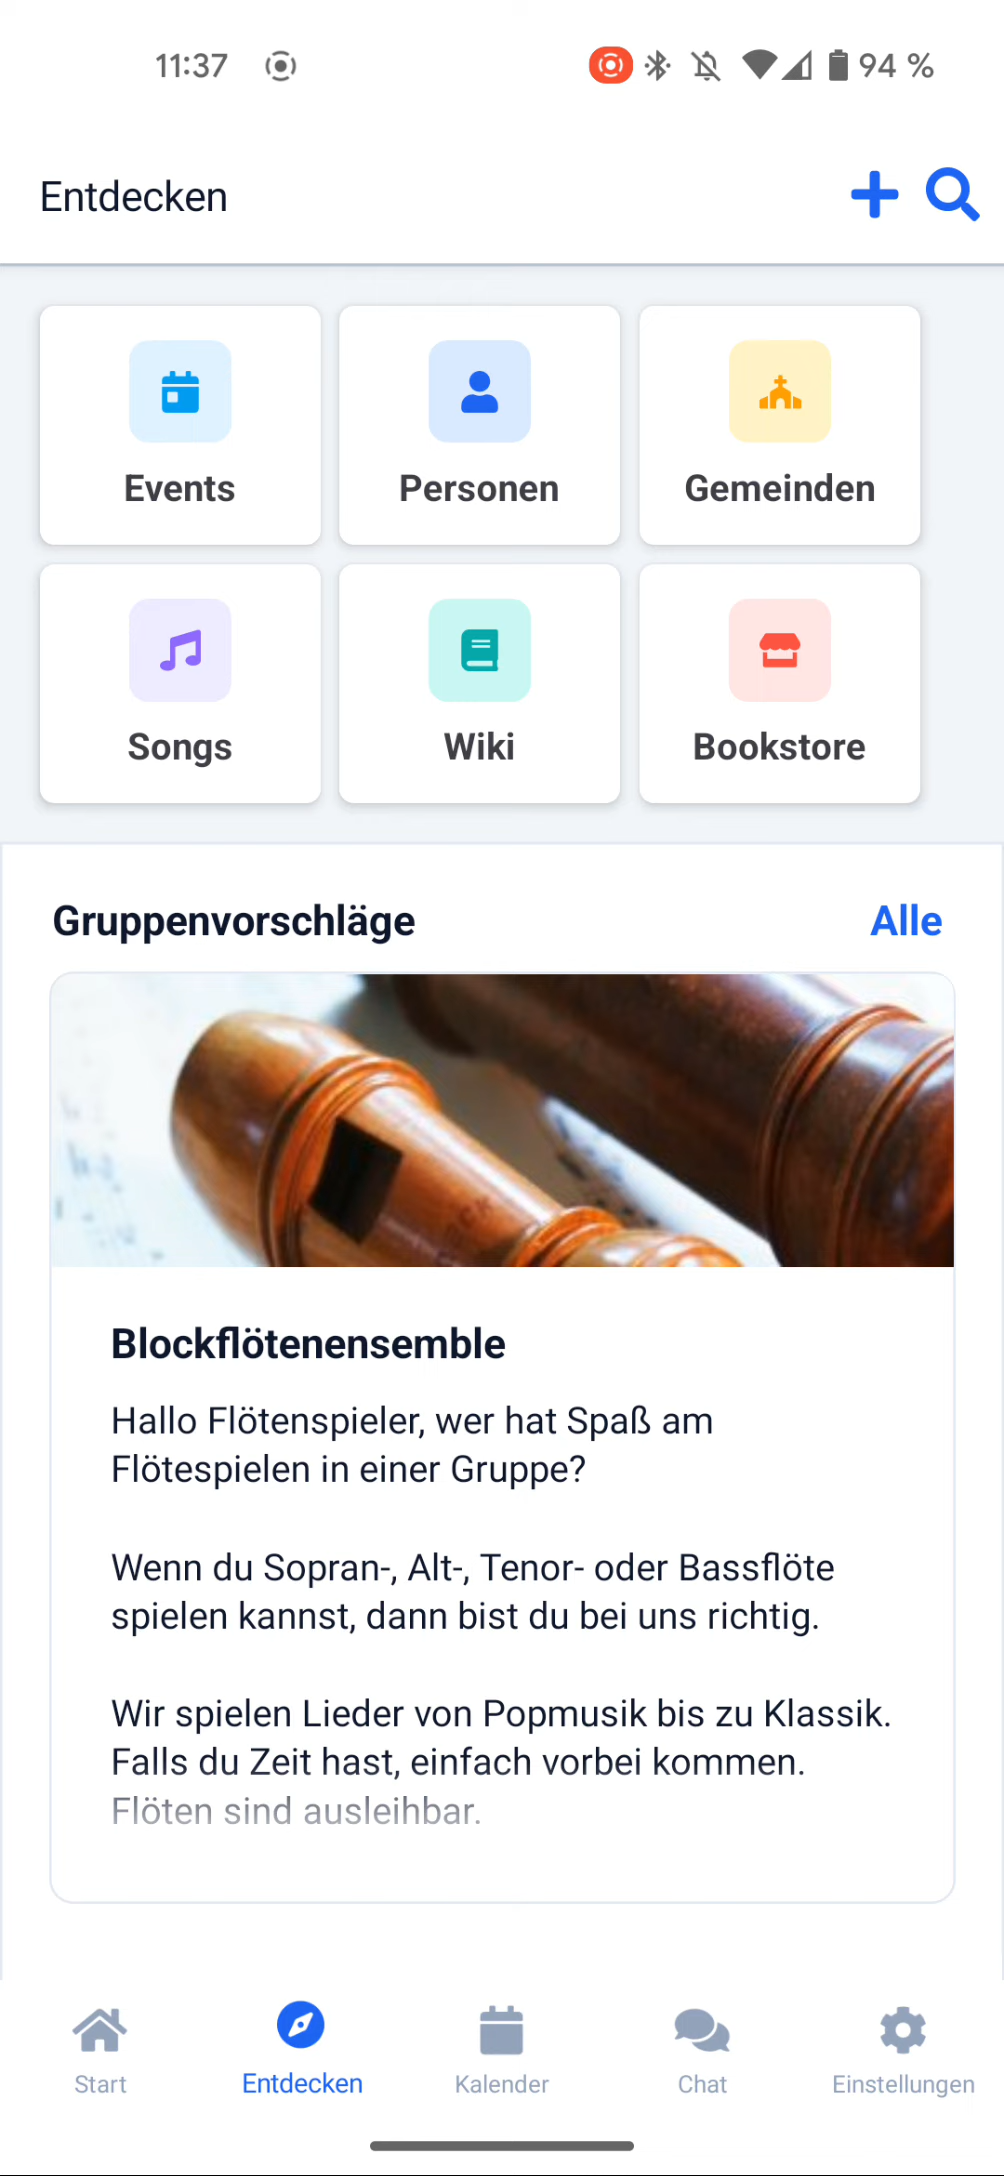 11:37
94 %
Entdecken
Events
Personen
Gemeinden
Songs
Wiki
Bookstore
Gruppenvorschläge
Alle
Blockflötenensemble
Hallo Flötenspieler, wer hat Spaß am
Flötespielen in einer Gruppe?
Wenn du Sopran-, Alt-, Tenor- oder Bassflöte
spielen kannst, dann bist du bei uns richtig.
Wir spielen Lieder von Popmusik bis zu Klassik.
Falls du Zeit hast, einfach vorbei kommen.
Flöten sind ausleihbar.
Start
Entdecken
Kalender
Chat
Einstellungen